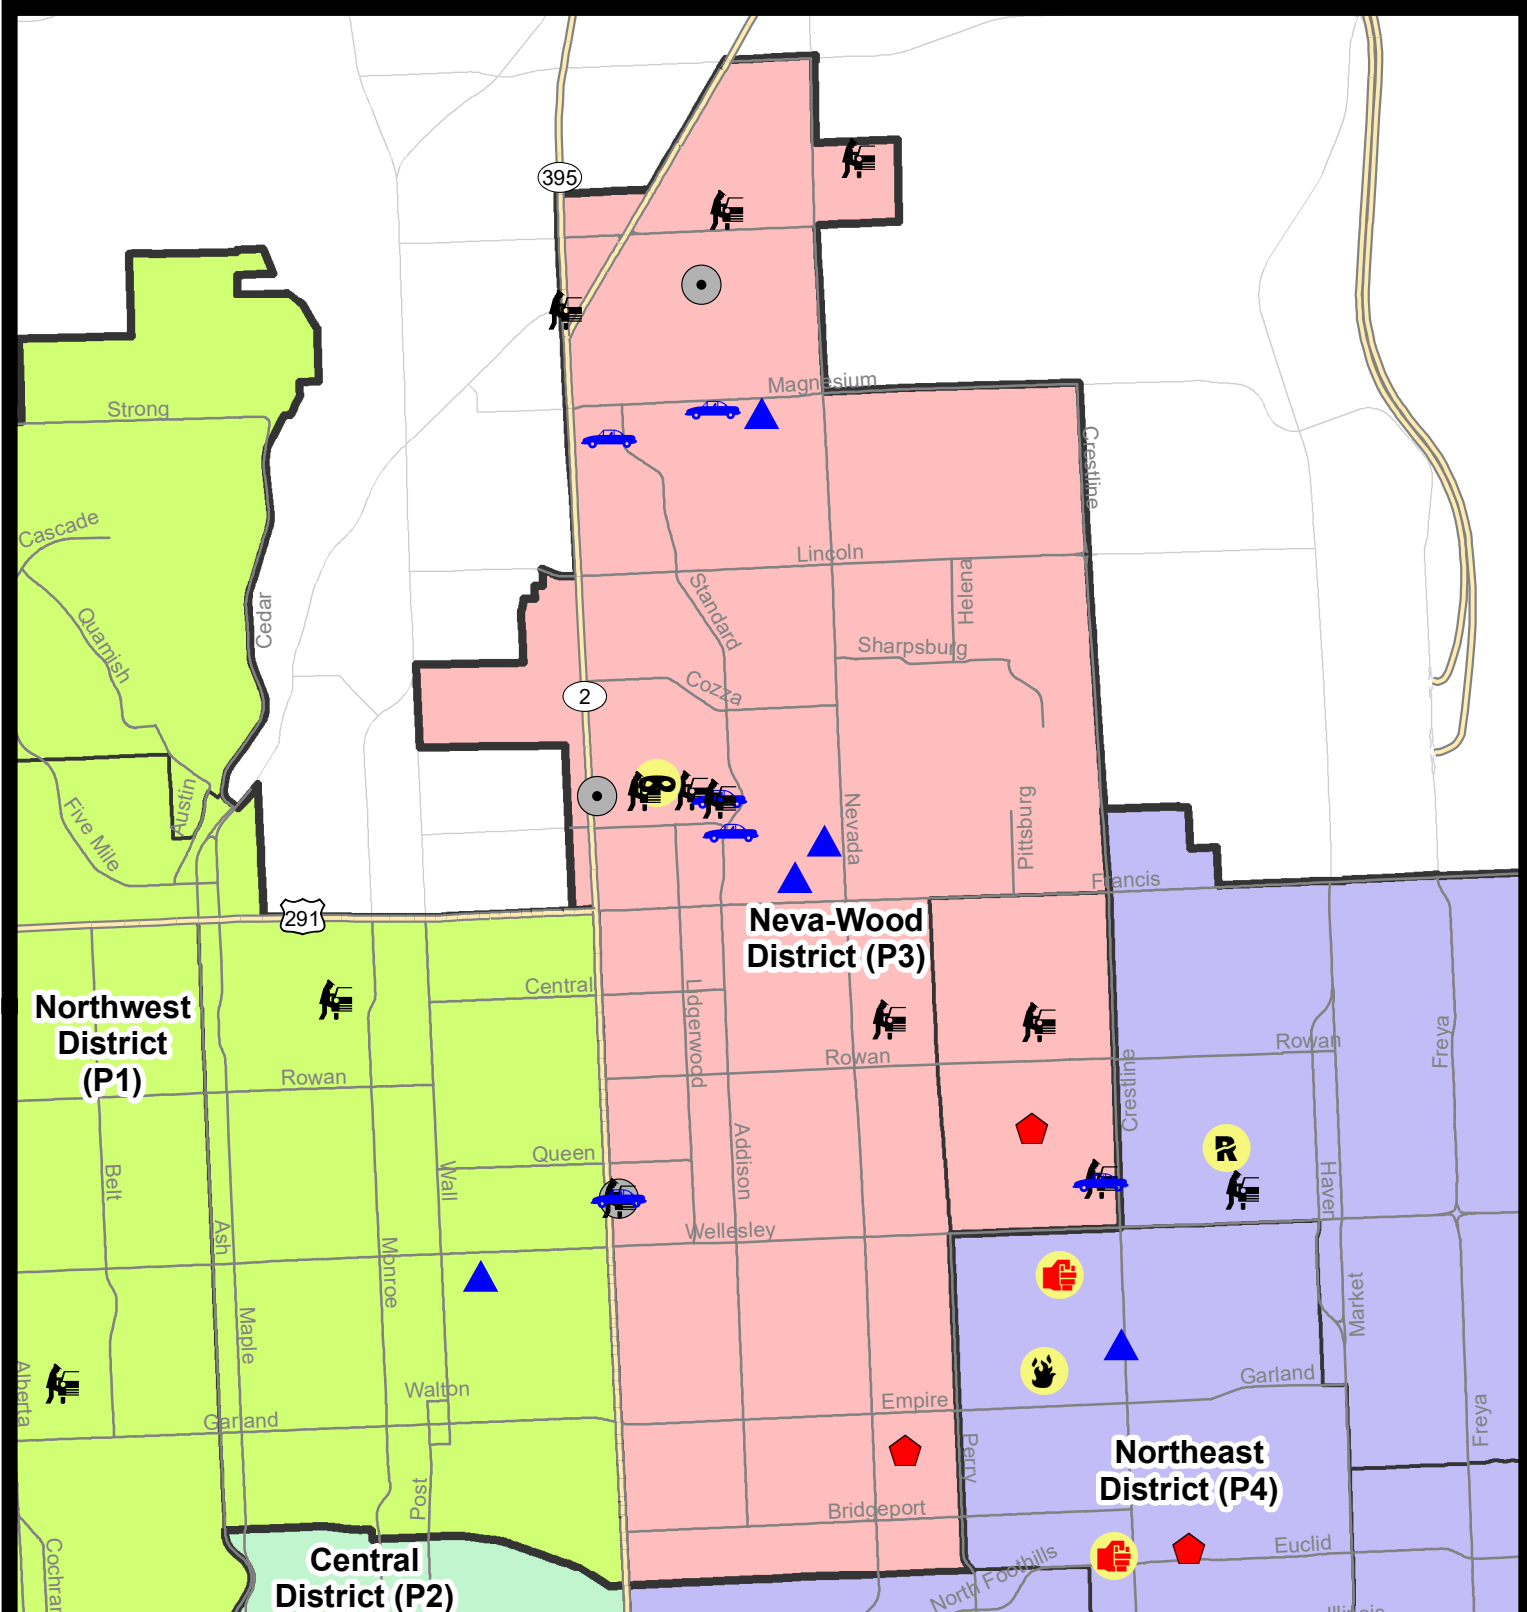 395
Magnesium
Strong
Crestline
Cascade
Lincoln
Helena
Standard
Cedar
Quamish
Sharpsburg
Cozza
2
Austin
Five Mile
Nevada
Pittsburg
Francis
291
Neva-Wood
District (P3)
Central
Lidgerwood
Northwest
District
(P1)
Rowan
Rowan
Rowan
Freya
Crestline
Addison
Queen
Wall
Belt
Haven
Ash
Wellesley
Monroe
Maple
Market
Alberta
Walton
Garland
Garland
Empire
Perry
Freya
Northeast
District (P4)
Post
Bridgeport
Euclid
North Foothills
Cochran
Central
District (P2)
Illinois